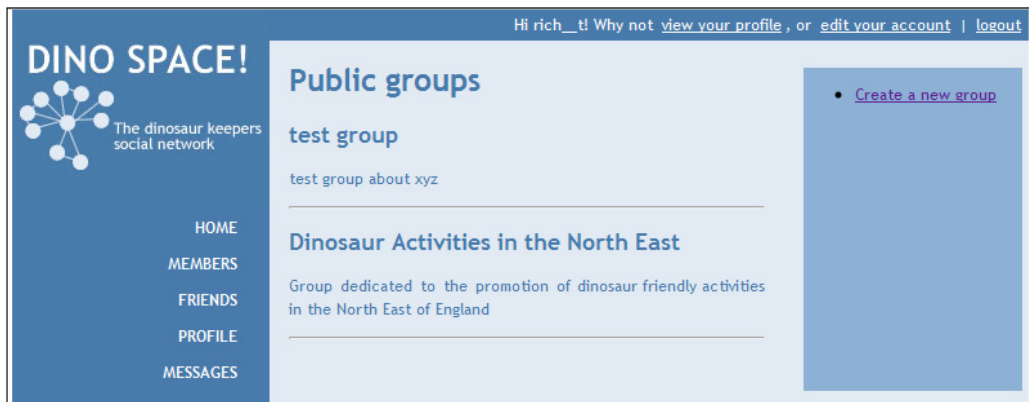 Hi rich__t! Why not view your profile , or edit your account | logout
DINO SPACE!
The dinosaur keepers
social network
HOME
MEMBERS
FRIENDS
PROFILE
MESSAGES
Public groups
test group
test group about xyz
Dinosaur Activities in the North East
Group dedicated to the promotion of dinosaur friendly activities
in the North East of England
• Create a new group